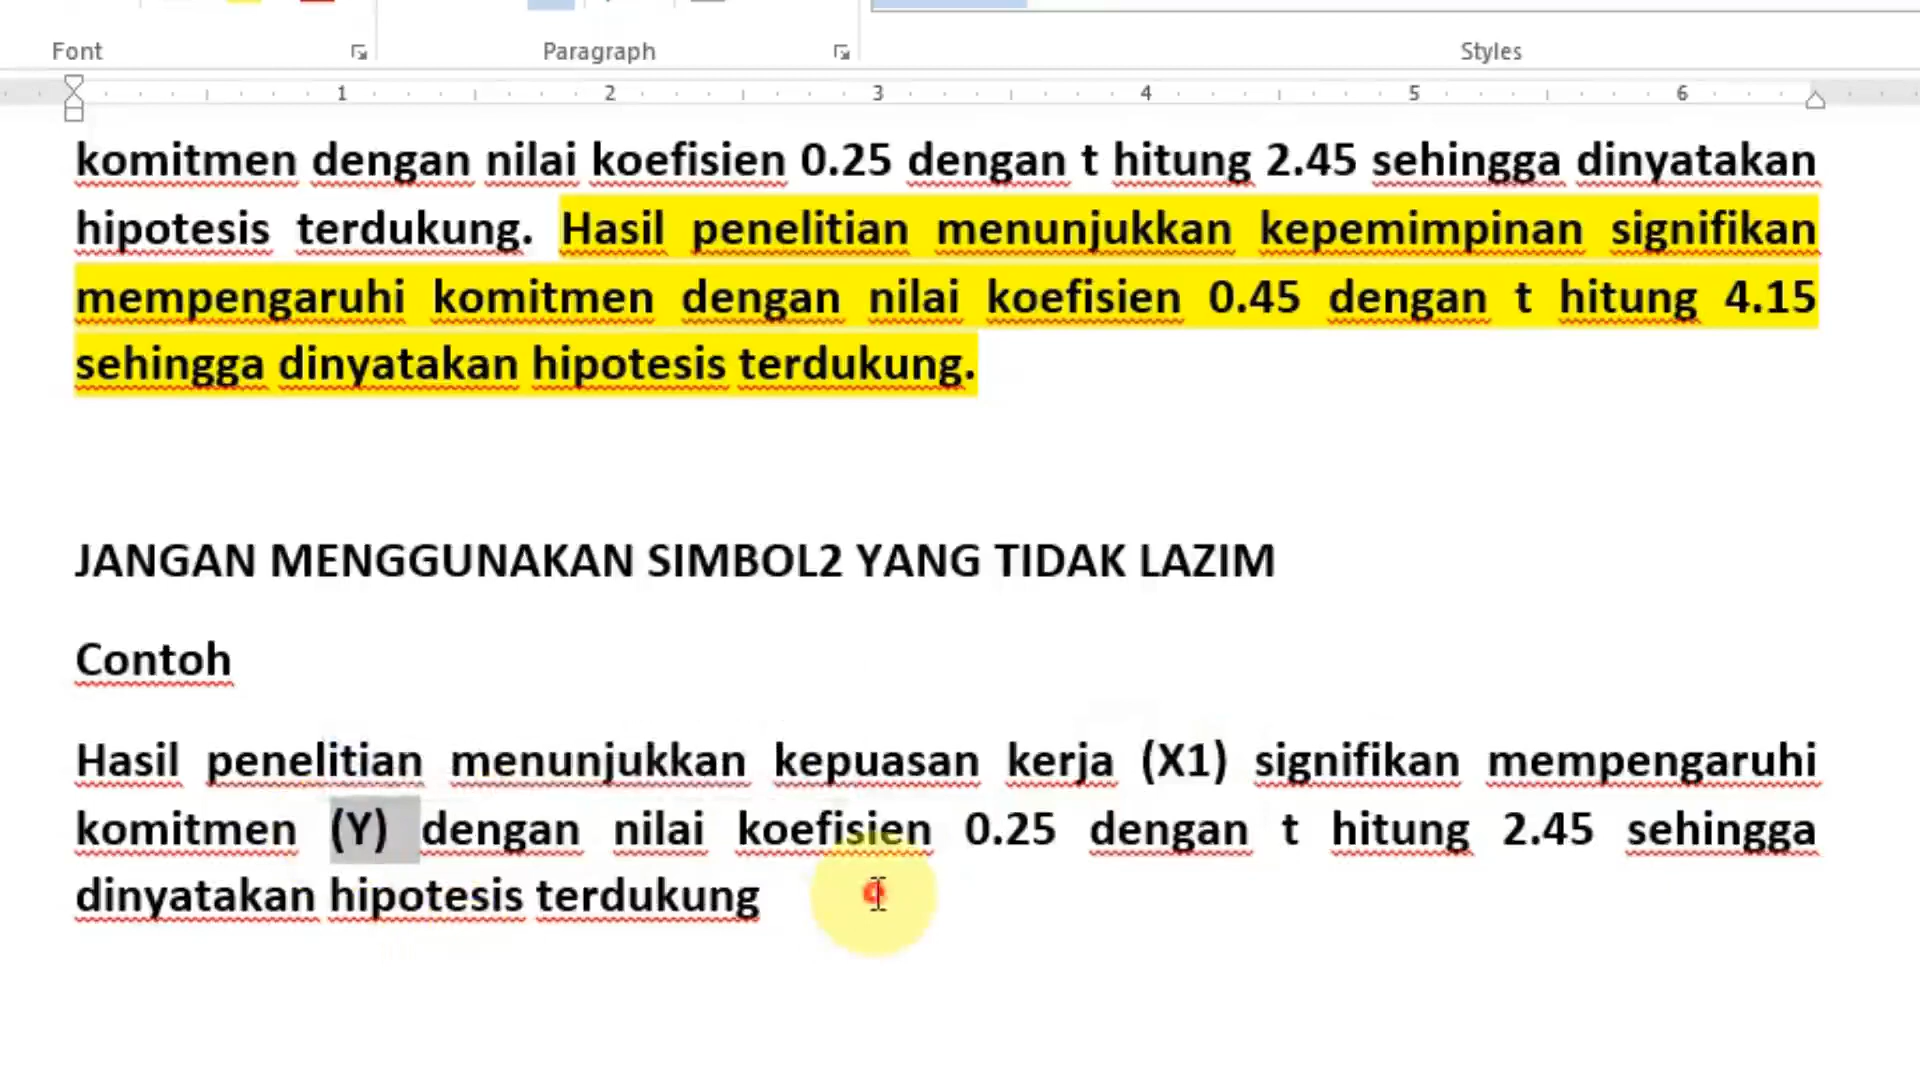 Font Paragraph Styles
1 2 3 4 5 6
komitmen dengan nilai koefisien 0.25 dengan t hitung 2.45 sehingga dinyatakan
hipotesis terdukung. Hasil penelitian menunjukkan kepemimpinan signifikan
mempengaruhi komitmen dengan nilai koefisien 0.45 dengan t hitung 4.15
sehingga dinyatakan hipotesis terdukung.
JANGAN MENGGUNAKAN SIMBOL2 YANG TIDAK LAZIM
Contoh
Hasil penelitian menunjukkan kepuasan kerja (X1) signifikan mempengaruhi
komitmen (Y) dengan nilai koefisien 0.25 dengan t hitung 2.45 sehingga
dinyatakan hipotesis terdukung